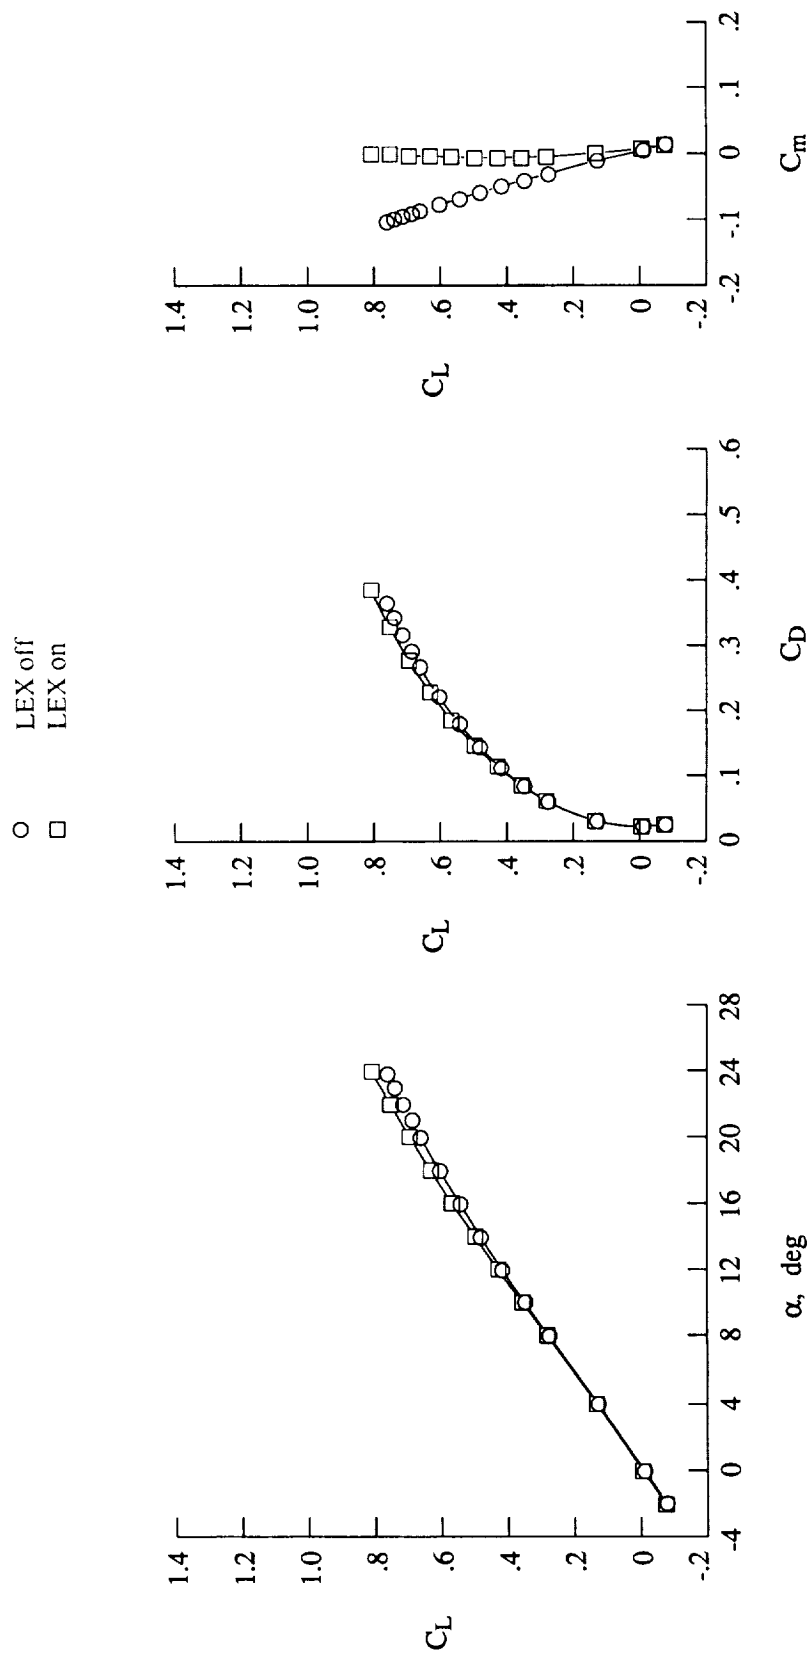 LEX off
LEX on
1.4
1.2
1.0
.8
.6
.4
.2
0
-.2
C_L
-4 0 4 8 12 16 20 24 28
α, deg
1.4
1.2
1.0
.8
.6
.4
.2
0
-.2
C_L
0 .1 .2 .3 .4 .5 .6
C_D
1.4
1.2
1.0
.8
.6
.4
.2
0
-.2
C_L
-.2 -.1 0 .1 .2
C_m